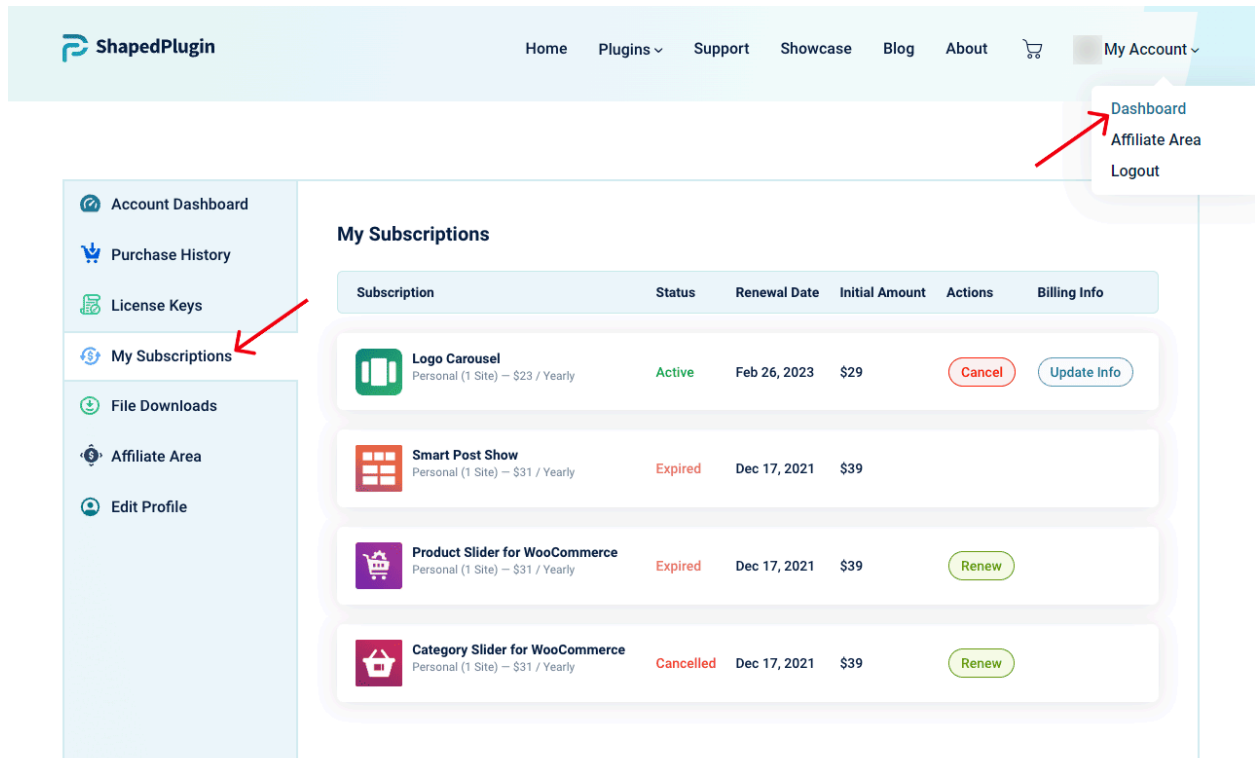 ShapedPlugin
Home Plugins Support Showcase Blog About My Account
Dashboard
Affiliate Area
Logout
Account Dashboard
Purchase History
License Keys
My Subscriptions
File Downloads
Affiliate Area
Edit Profile
My Subscriptions
Subscription Status Renewal Date Initial Amount Actions Billing Info
Logo Carousel
Personal (1 Site) — $23 / Yearly
Active Feb 26, 2023 $29 Cancel Update Info
Smart Post Show
Personal (1 Site) — $31 / Yearly
Expired Dec 17, 2021 $39
Product Slider for WooCommerce
Personal (1 Site) — $31 / Yearly
Expired Dec 17, 2021 $39 Renew
Category Slider for WooCommerce
Personal (1 Site) — $31 / Yearly
Cancelled Dec 17, 2021 $39 Renew